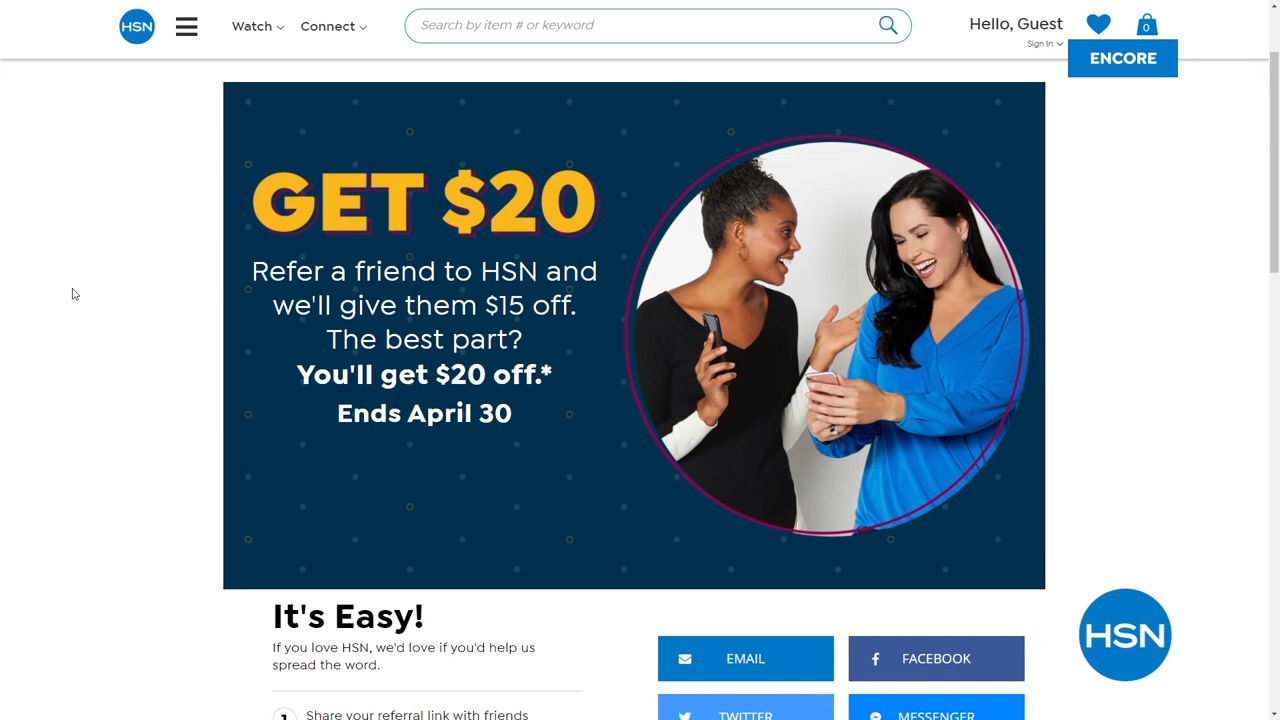 HSN
Watch
Connect
Search by item # or keyword
Hello, Guest
Sign In
0
ENCORE
GET $20
Refer a friend to HSN and
we'll give them $15 off.
The best part?
You'll get $20 off.*
Ends April 30
It's Easy!
If you love HSN, we'd love if you'd help us
spread the word.
1
Share your referral link with friends
EMAIL
FACEBOOK
TWITTER
MESSENGER
HSN